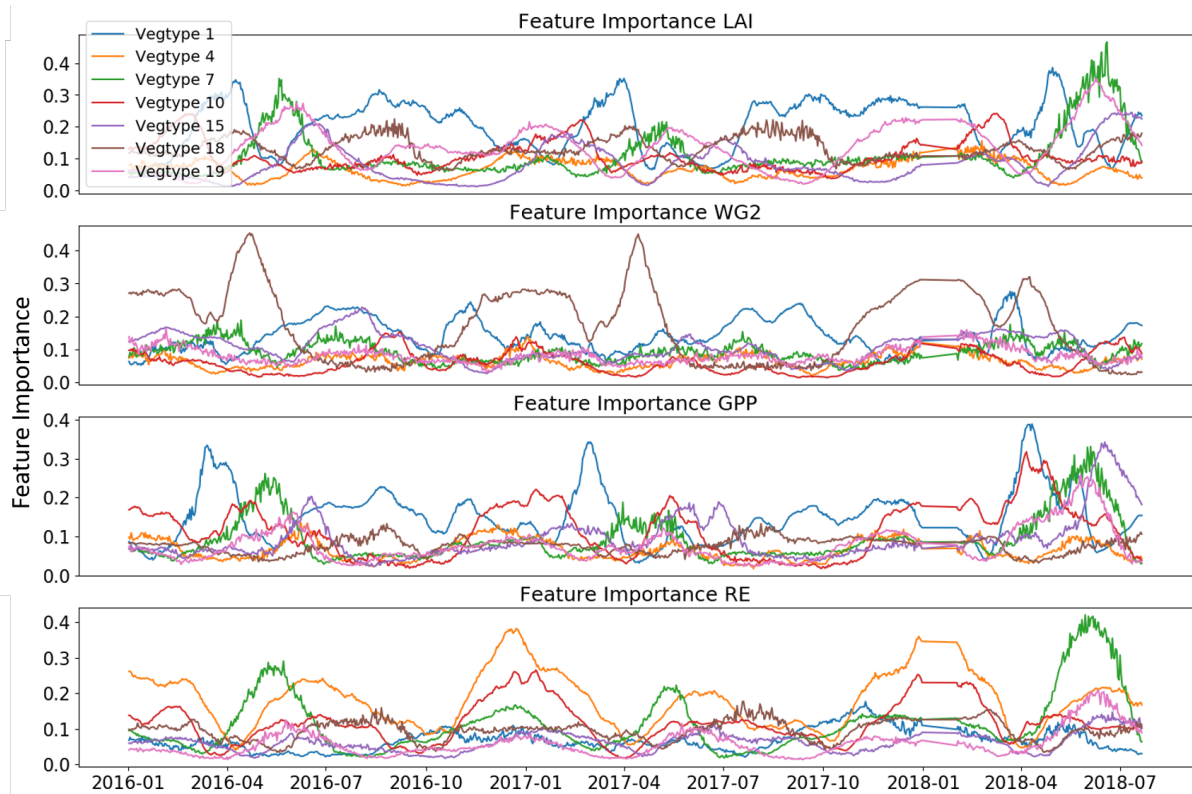 Feature Importance LAI
Vegtype 1
Vegtype 4
Vegtype 7
Vegtype 10
Vegtype 15
Vegtype 18
Vegtype 19
0.4
0.3
0.2
0.1
0.0
Feature Importance WG2
0.4
0.3
0.2
0.1
0.0
Feature Importance
Feature Importance GPP
0.4
0.3
0.2
0.1
0.0
Feature Importance RE
0.4
0.3
0.2
0.1
0.0
2016-01 2016-04 2016-07 2016-10 2017-01 2017-04 2017-07 2017-10 2018-01 2018-04 2018-07